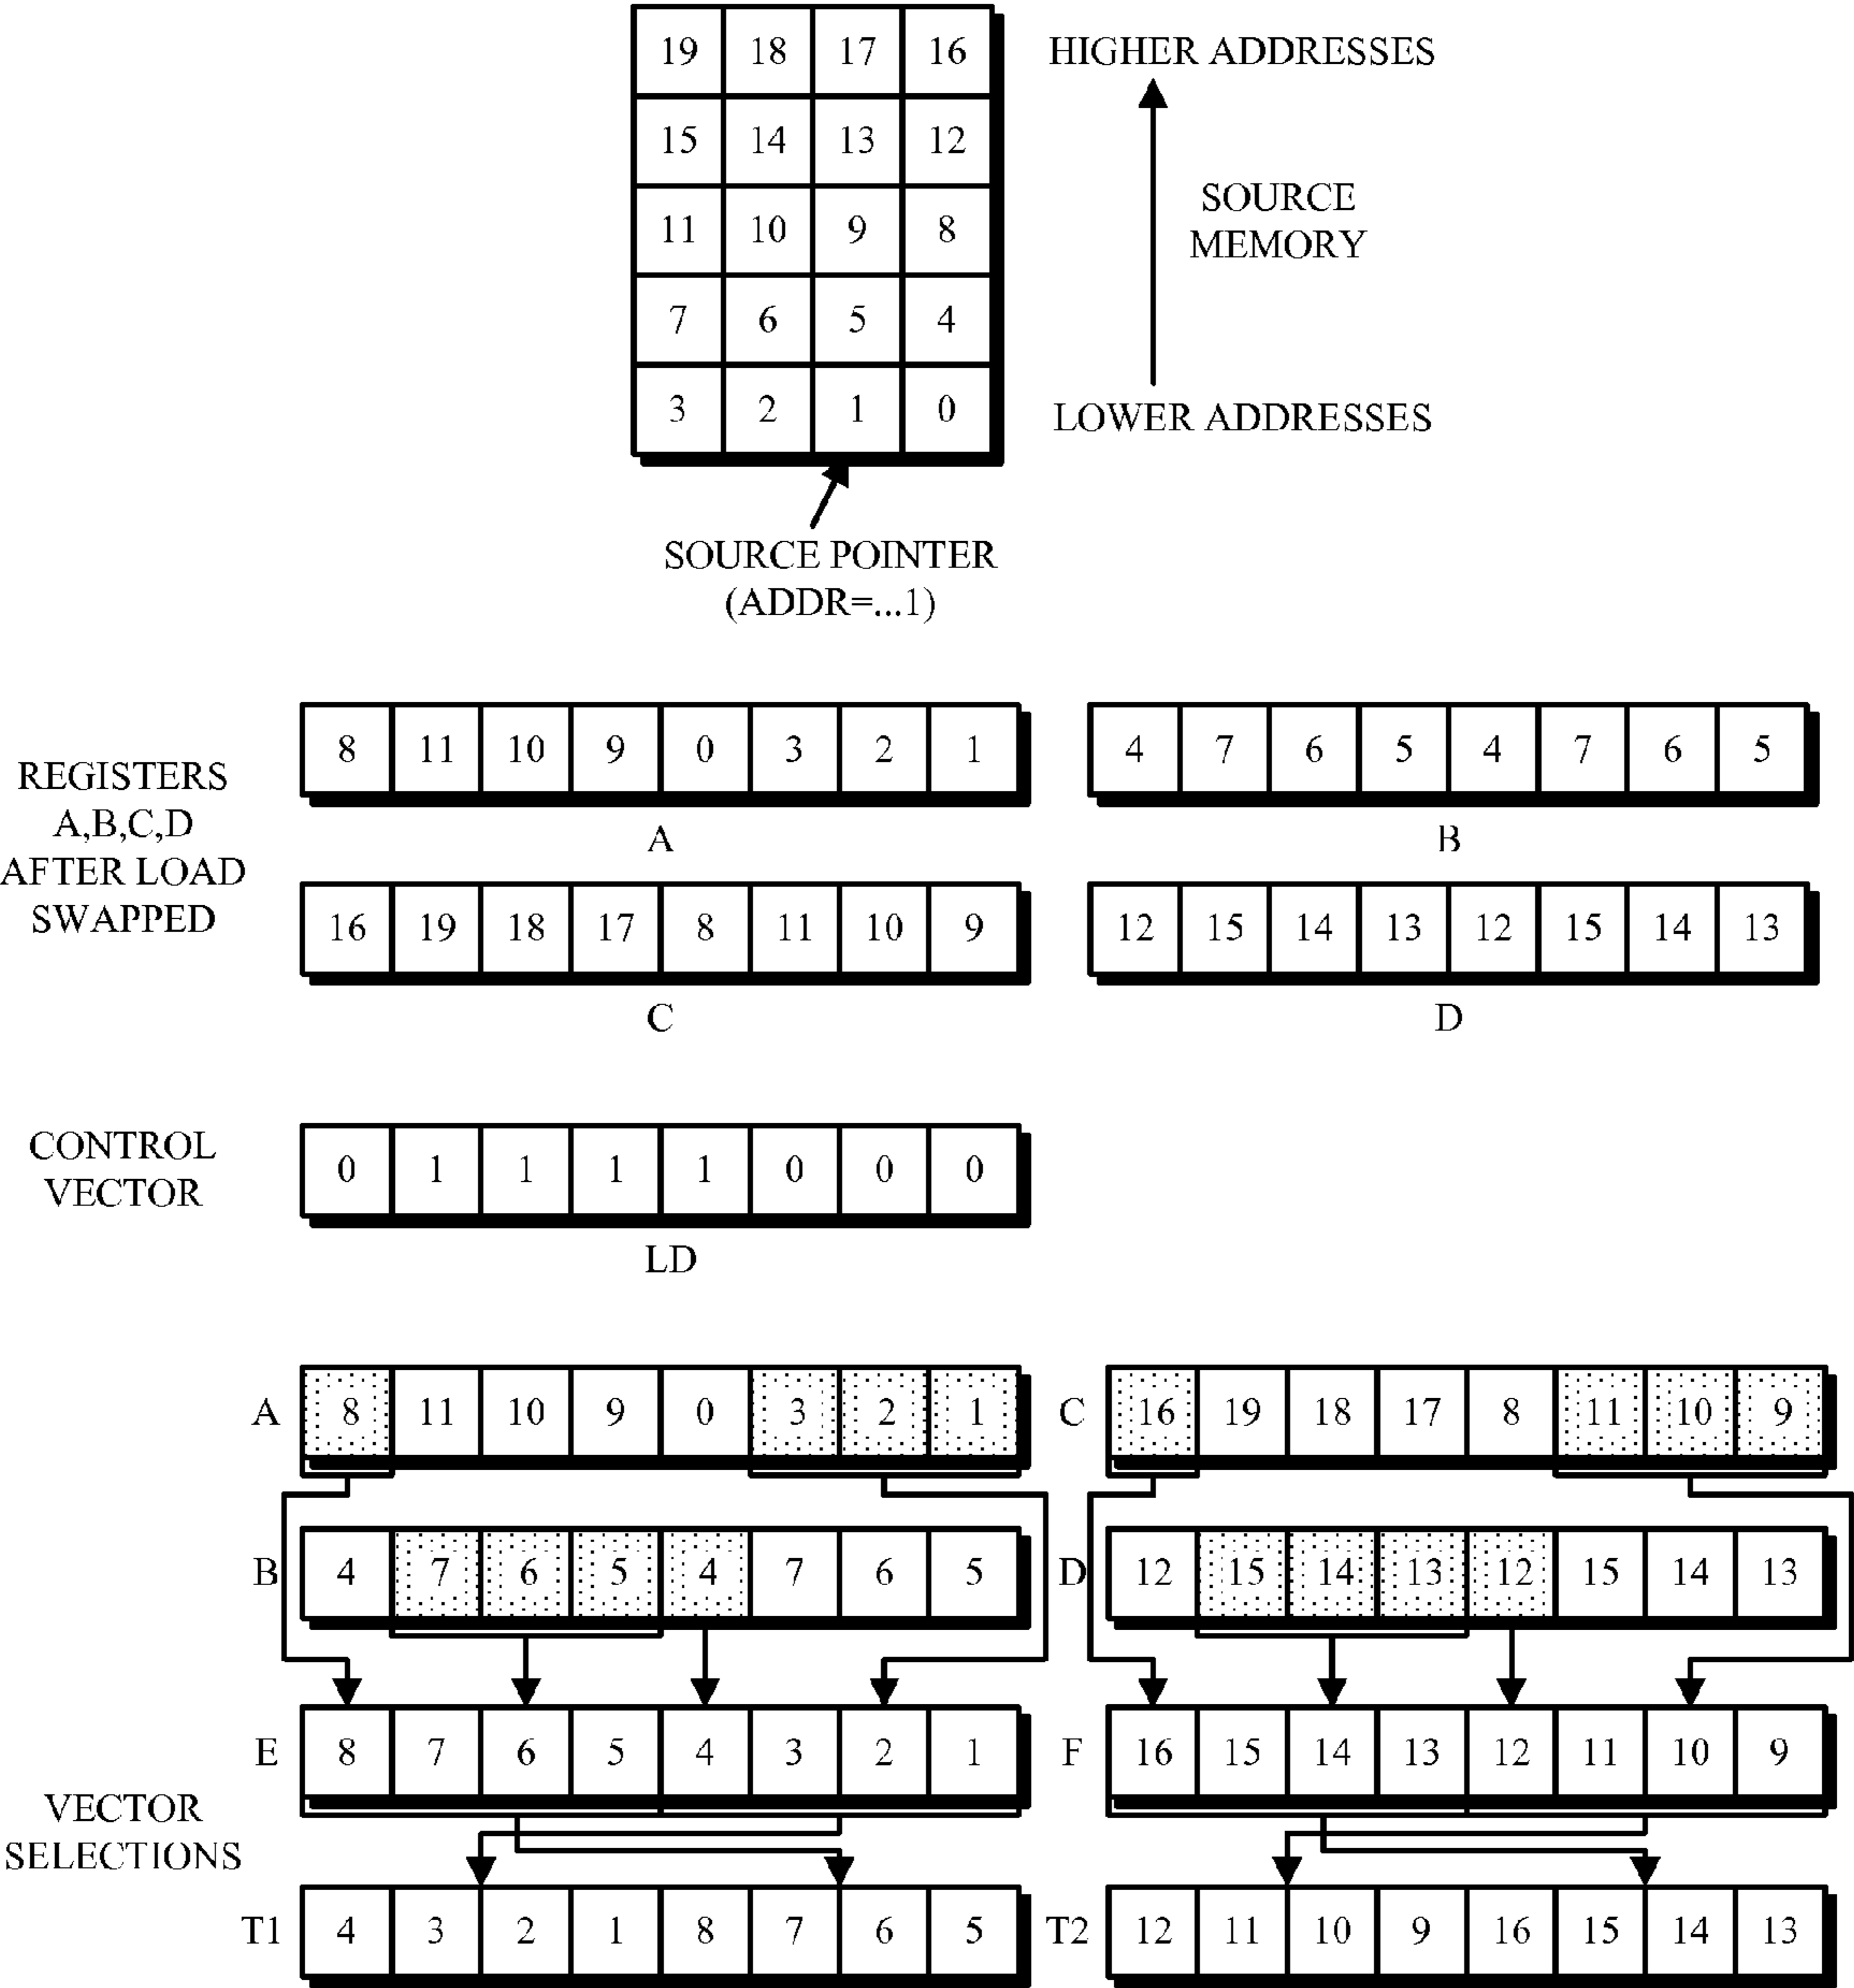 19 18 17 16 HIGHER ADDRESSES
15 14 13 12
SOURCE
MEMORY
11 10 9 8
7 6 5 4
3 2 1 0 LOWER ADDRESSES
SOURCE POINTER
(ADDR=...1)
REGISTERS
A,B,C,D
AFTER LOAD
SWAPPED
8 11 10 9 0 3 2 1
A
4 7 6 5 4 7 6 5
B
16 19 18 17 8 11 10 9
C
12 15 14 13 12 15 14 13
D
CONTROL
VECTOR
0 1 1 1 1 0 0 0
LD
A 8 11 10 9 0 3 2 1
C 16 19 18 17 8 11 10 9
B 4 7 6 5 4 7 6 5
D 12 15 14 13 12 15 14 13
E 8 7 6 5 4 3 2 1
F 16 15 14 13 12 11 10 9
VECTOR
SELECTIONS
T1 4 3 2 1 8 7 6 5
T2 12 11 10 9 16 15 14 13